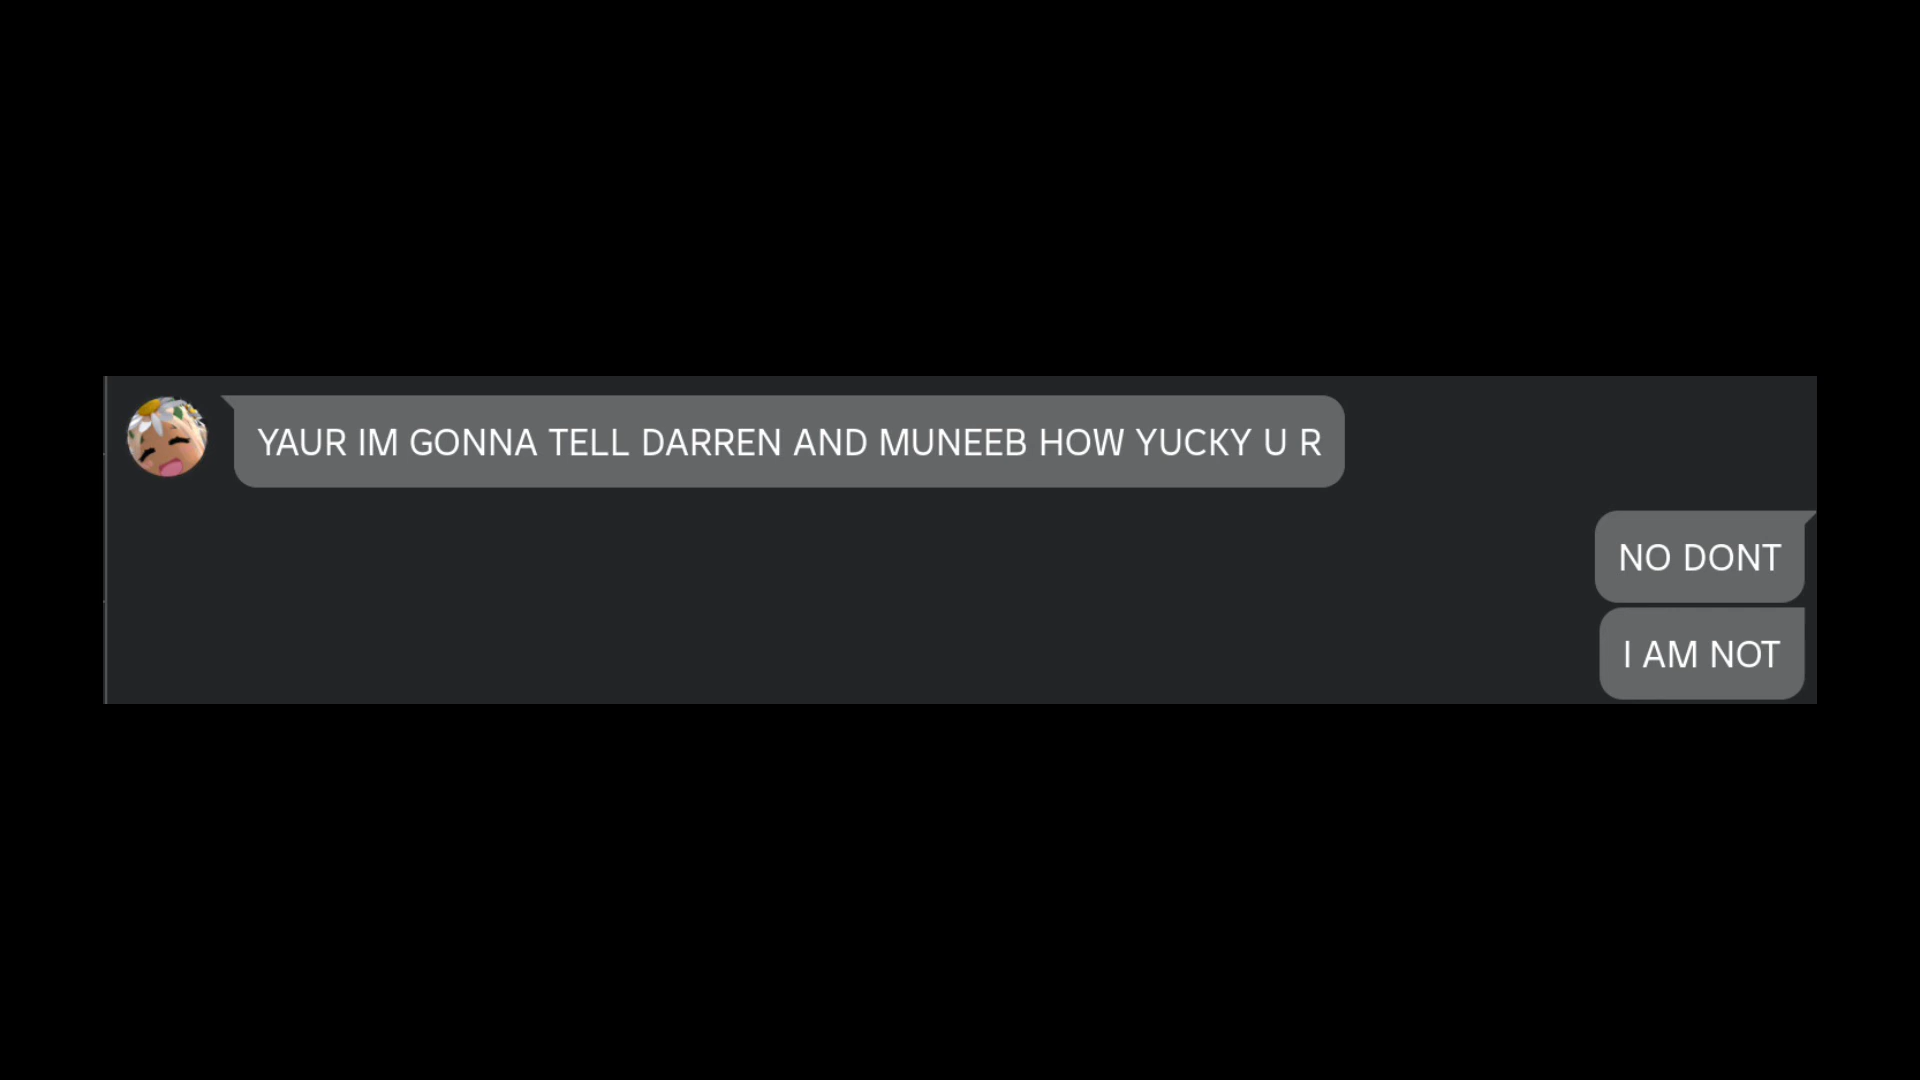 YAUR IM GONNA TELL DARREN AND MUNEEB HOW YUCKY U R
NO DONT
I AM NOT